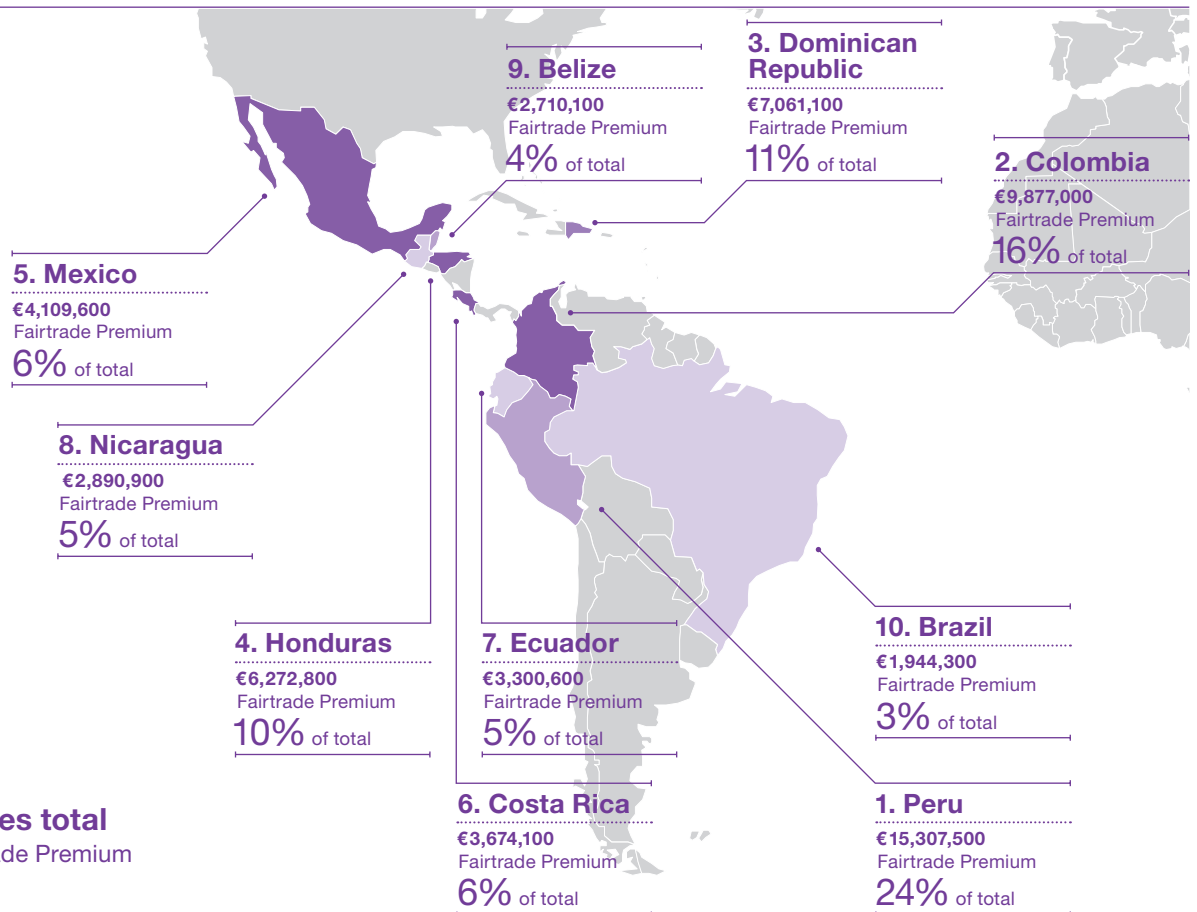 9. Belize
€2,710,100
Fairtrade Premium
4% of total
3. Dominican
Republic
€7,061,100
Fairtrade Premium
11% of total
2. Colombia
€9,877,000
Fairtrade Premium
16% of total
5. Mexico
€4,109,600
Fairtrade Premium
6% of total
8. Nicaragua
€2,890,900
Fairtrade Premium
5% of total
4. Honduras
€6,272,800
Fairtrade Premium
10% of total
7. Ecuador
€3,300,600
Fairtrade Premium
5% of total
10. Brazil
€1,944,300
Fairtrade Premium
3% of total
es total
de Premium
6. Costa Rica
€3,674,100
Fairtrade Premium
6% of total
1. Peru
€15,307,500
Fairtrade Premium
24% of total